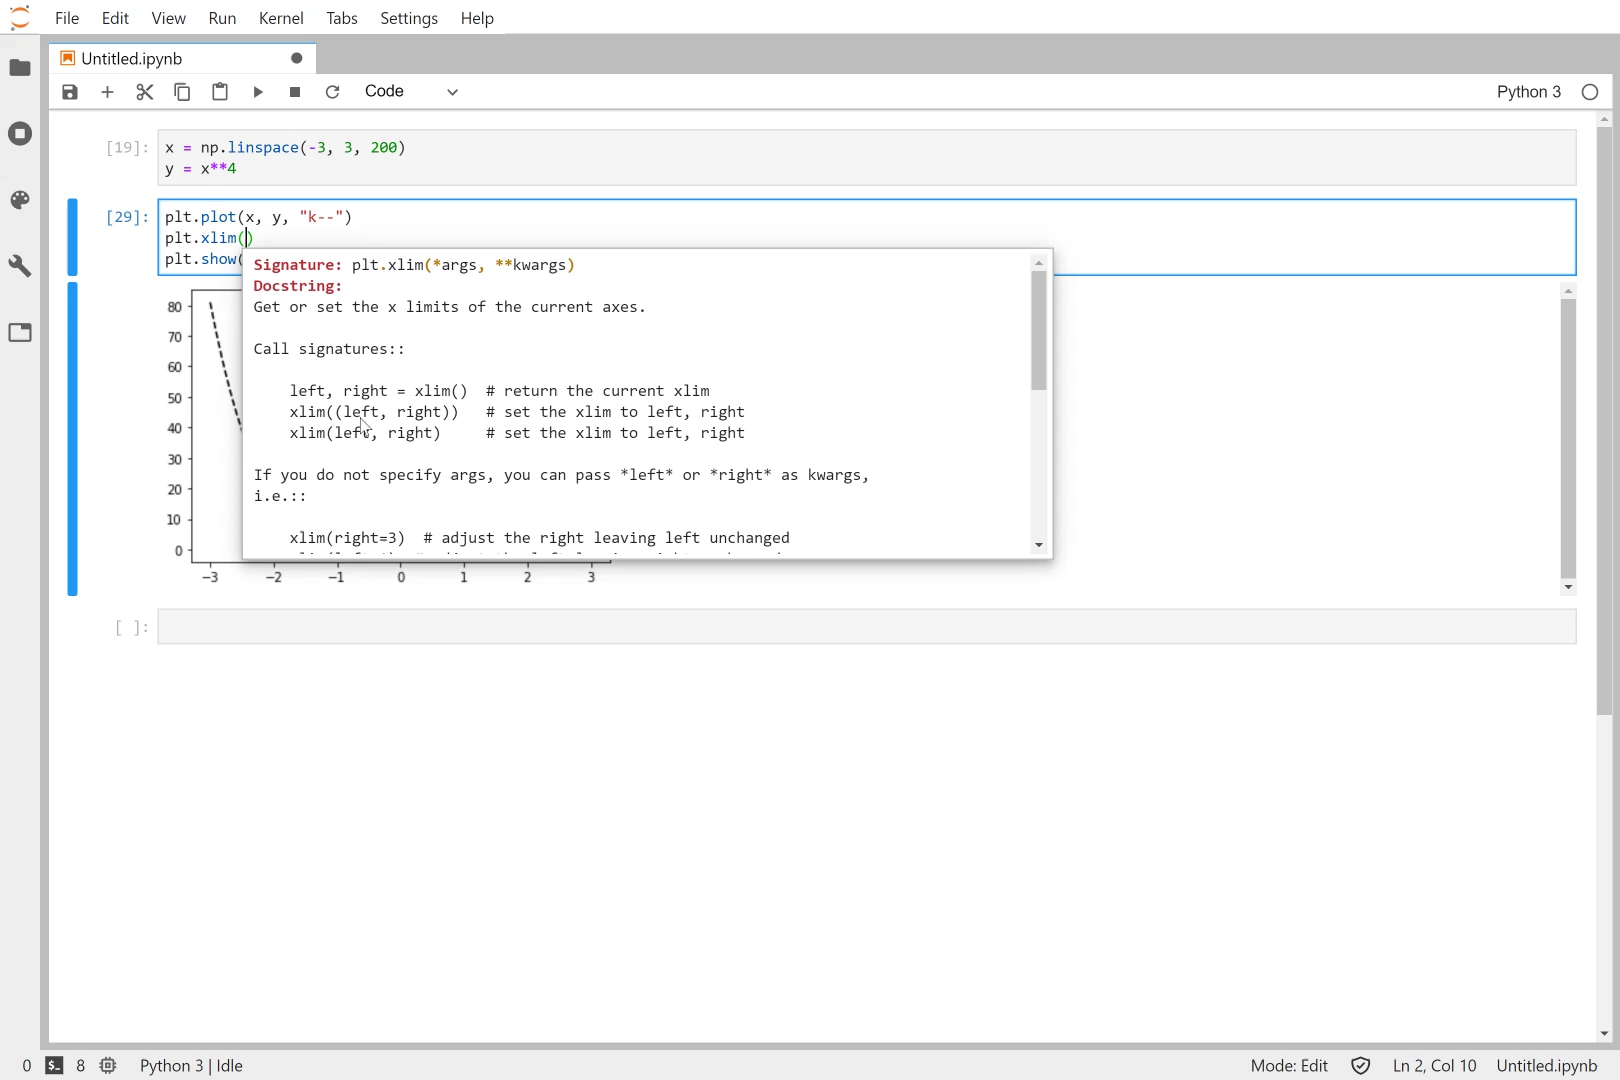 File Edit View Run Kernel Tabs Settings Help
Untitled.ipynb
Code
Python 3
[19]: x = np.linspace(-3, 3, 200)
y = x**4
[29]: plt.plot(x, y, "k--")
plt.xlim()
plt.show(
Signature: plt.xlim(*args, **kwargs)
Docstring:
Get or set the x limits of the current axes.
Call signatures::
left, right = xlim() # return the current xlim
xlim((left, right)) # set the xlim to left, right
xlim(left, right) # set the xlim to left, right
If you do not specify args, you can pass *left* or *right* as kwargs,
i.e.::
xlim(right=3) # adjust the right leaving left unchanged
80
70
60
50
40
30
20
10
0
−3 −2 −1 0 1 2 3
[ ]:
0 $_ 8 Python 3 | Idle
Mode: Edit Ln 2, Col 10 Untitled.ipynb